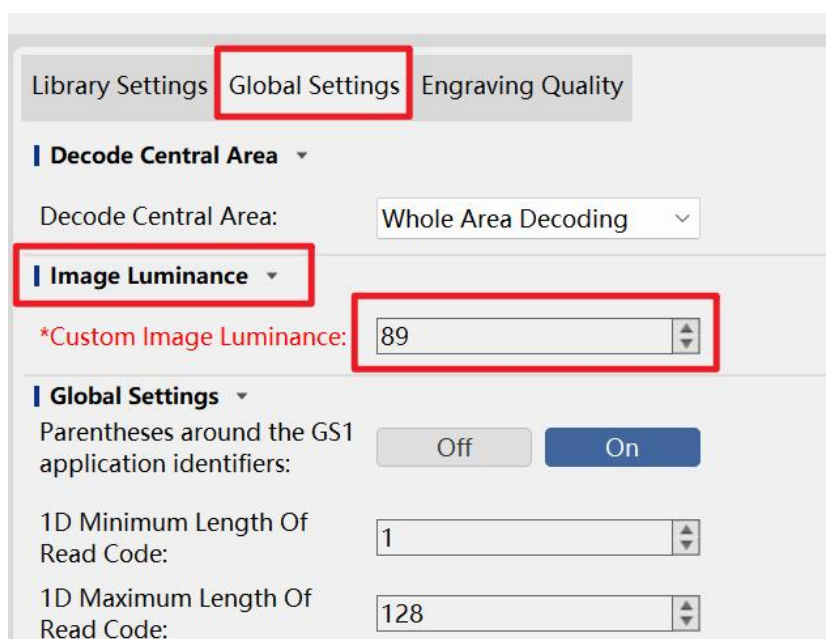 Library Settings Global Settings Engraving Quality
Decode Central Area
Decode Central Area: Whole Area Decoding
Image Luminance
*Custom Image Luminance: 89
Global Settings
Parentheses around the GS1
application identifiers: Off On
1D Minimum Length Of
Read Code: 1
1D Maximum Length Of
Read Code: 128